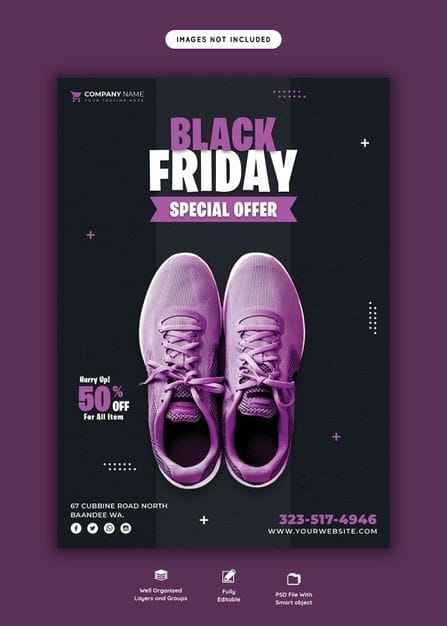 IMAGES NOT INCLUDED
COMPANY NAME
YOUR TAGLINE HERE
BLACK
FRIDAY
SPECIAL OFFER
Hurry Up!
50% OFF
For All Item
67 CUBBINE ROAD NORTH
BAANDEE WA.
323-517-4946
WWW.YOURWEBSITE.COM
Well Organized
Layers and Groups
Fully
Editable
PSD File With
Smart object